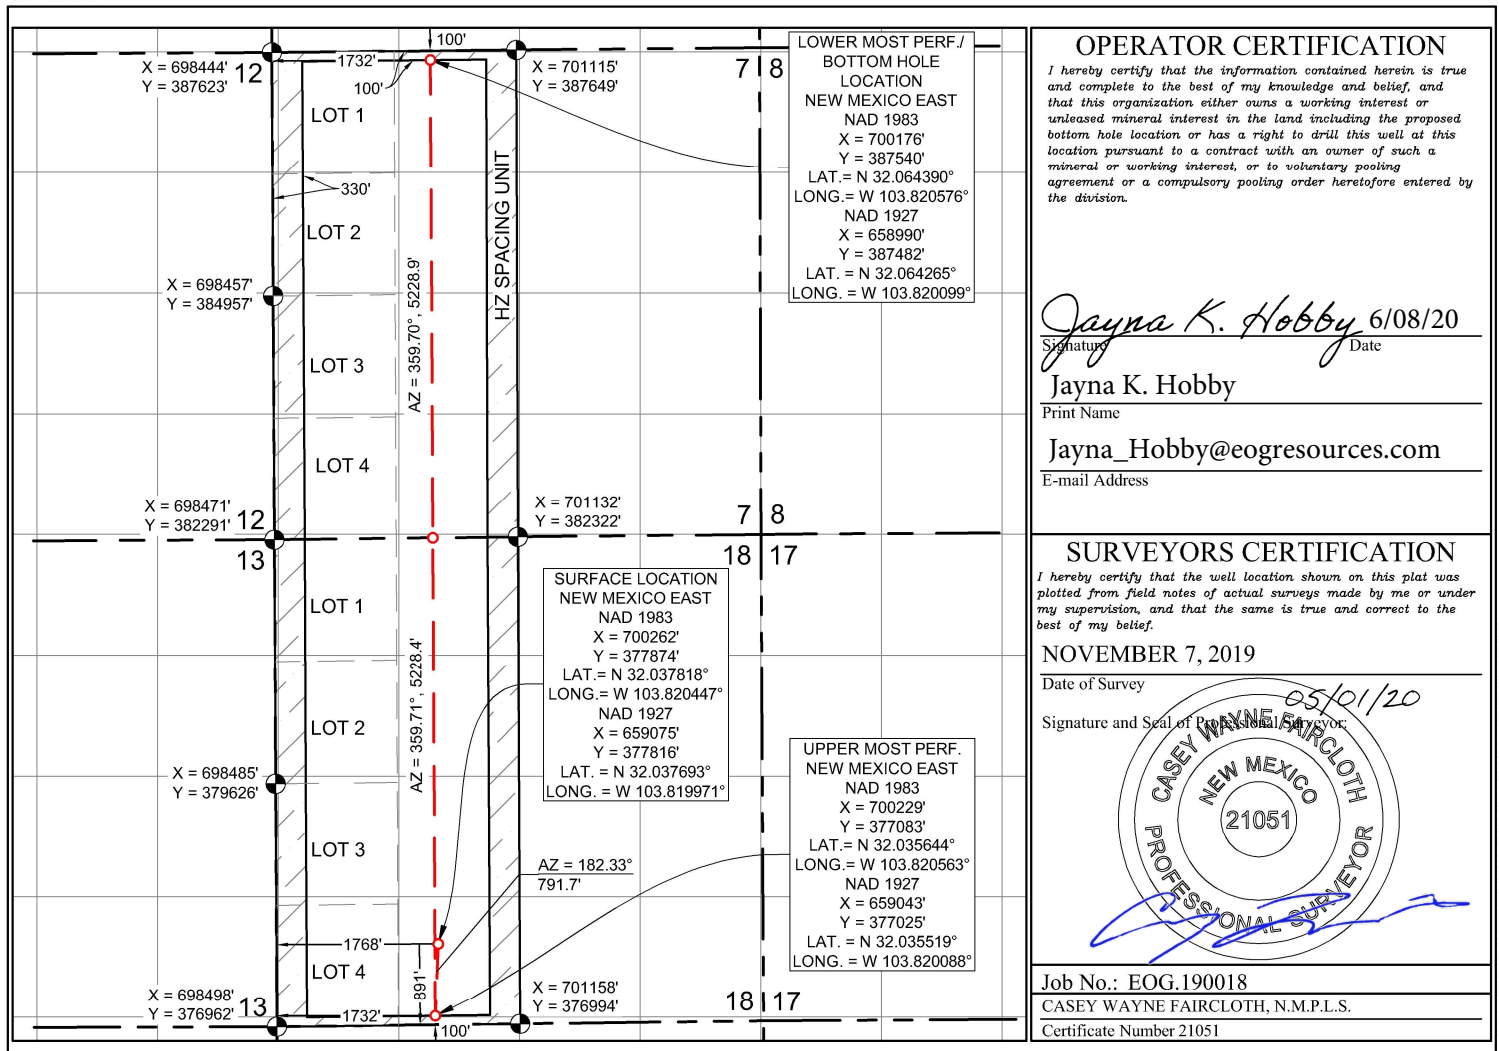 100'
1732'
X = 698444'
Y = 387623'
12
100'
X = 701115'
Y = 387649'
7 8
LOT 1
330'
HZ SPACING UNIT
LOT 2
X = 698457'
Y = 384957'
AZ = 359.70°, 5228.9'
LOT 3
LOT 4
X = 698471'
Y = 382291'
12
13
X = 701132'
Y = 382322'
7 8
18 17
LOT 1
AZ = 359.71°, 5228.4'
LOT 2
X = 698485'
Y = 379626'
LOT 3
AZ = 182.33°
791.7'
1768'
LOT 4
891'
X = 698498'
Y = 376962'
13
1732'
100'
X = 701158'
Y = 376994'
18 17
LOWER MOST PERF./
BOTTOM HOLE
LOCATION
NEW MEXICO EAST
NAD 1983
X = 700176'
Y = 387540'
LAT.= N 32.064390°
LONG.= W 103.820576°
NAD 1927
X = 658990'
Y = 387482'
LAT. = N 32.064265°
LONG. = W 103.820099°
SURFACE LOCATION
NEW MEXICO EAST
NAD 1983
X = 700262'
Y = 377874'
LAT.= N 32.037818°
LONG.= W 103.820447°
NAD 1927
X = 659075'
Y = 377816'
LAT. = N 32.037693°
LONG. = W 103.819971°
UPPER MOST PERF.
NEW MEXICO EAST
NAD 1983
X = 700229'
Y = 377083'
LAT.= N 32.035644°
LONG.= W 103.820563°
NAD 1927
X = 659043'
Y = 377025'
LAT. = N 32.035519°
LONG. = W 103.820088°
OPERATOR CERTIFICATION
I hereby certify that the information contained herein is true
and complete to the best of my knowledge and belief, and
that this organization either owns a working interest or
unleased mineral interest in the land including the proposed
bottom hole location or has a right to drill this well at this
location pursuant to a contract with an owner of such a
mineral or working interest, or to voluntary pooling
agreement or a compulsory pooling order heretofore entered by
the division.
Jayna K. Hobby 6/08/20
Signature Date
Jayna K. Hobby
Print Name
Jayna_Hobby@eogresources.com
E-mail Address
SURVEYORS CERTIFICATION
I hereby certify that the well location shown on this plat was
plotted from field notes of actual surveys made by me or under
my supervision, and that the same is true and correct to the
best of my belief.
NOVEMBER 7, 2019
Date of Survey
05/01/20
Signature and Seal of Professional Surveyor:
CASEY WAYNE FAIRCLOTH
NEW MEXICO
21051
PROFESSIONAL SURVEYOR
Job No.: EOG.190018
CASEY WAYNE FAIRCLOTH, N.M.P.L.S.
Certificate Number 21051